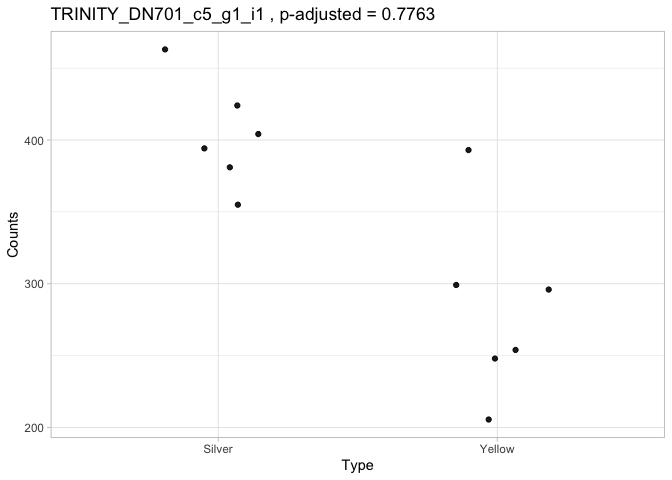 TRINITY_DN701_c5_g1_i1 , p-adjusted = 0.7763
Counts
400
300
200
Silver
Yellow
Type